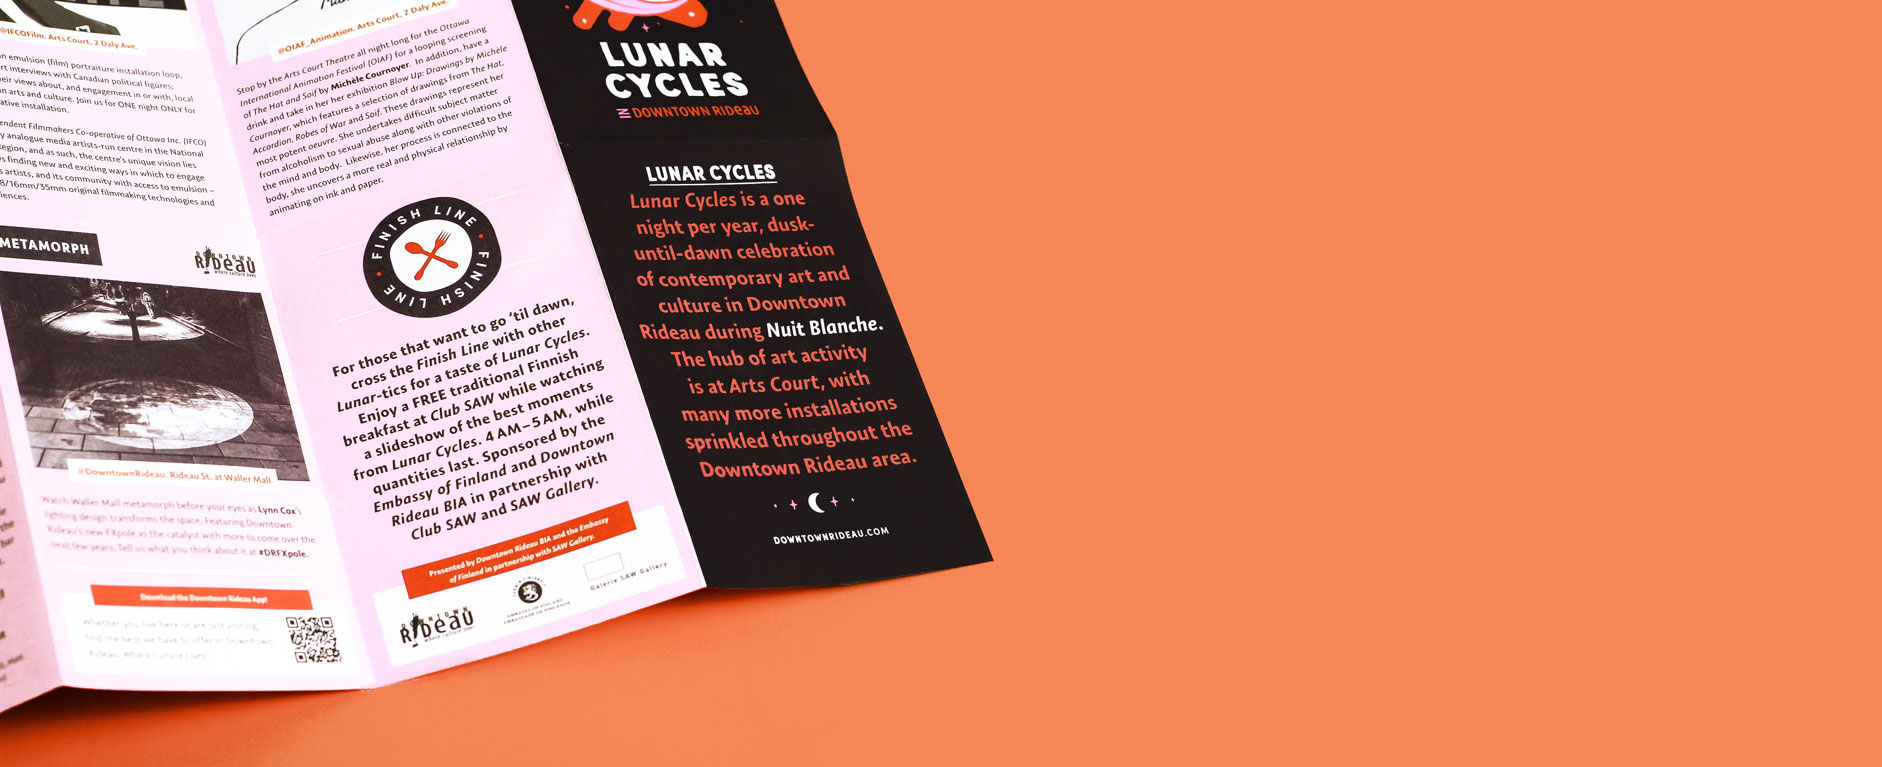 @IFCOFilm. Arts Court, 2 Daly Ave.
n emulsion (film) portraiture installation loop,
rt interviews with Canadian political figures;
eir views about, and engagement in or with, local
n arts and culture. Join us for ONE night ONLY for
ative installation.
endent Filmmakers Co-operative of Ottawa Inc. (IFCO)
y analogue media artists-run centre in the National
Region, and as such, the centre's unique vision lies
s finding new and exciting ways in which to engage
s artists, and its community with access to emulsion –
8/16mm/35mm original filmmaking technologies and
iences.
METAMORPH
DOWNTOWN
RIDEAU
where culture lives
@DowntownRideau. Rideau St. at Waller Mall
Watch Waller Mall metamorph before your eyes as Lynn Cox's
lighting design transforms the space. Featuring Downtown
Rideau's new FXpole as the catalyst with more to come over the
next few years. Tell us what you think about it at #DRFXpole.
Download the Downtown Rideau App!
Whether you live here or are just visiting,
find the best we have to offer in Downtown
Rideau. Where Culture Lives!
@OIAF_Animation. Arts Court, 2 Daly Ave.
Stop by the Arts Court Theatre all night long for the Ottawa
International Animation Festival (OIAF) for a looping screening
of The Hat and Soif by Michèle Cournoyer. In addition, have a
drink and take in her her exhibition Blow Up: Drawings by Michèle
Cournoyer, which features a selection of drawings from The Hat,
Accordian, Robes of War and Soif. These drawings represent her
most potent oeuvre. She undertakes difficult subject matter
from alcoholism to sexual abuse along with other violations of
the mind and body. Likewise, her process is connected to the
body, she uncovers a more real and physical relationship by
animating on ink and paper.
FINISH LINE • FINISH LINE •
For those that want to go 'til dawn,
cross the Finish Line with other
Lunar-tics for a taste of Lunar Cycles.
Enjoy a FREE traditional Finnish
breakfast at Club SAW while watching
a slideshow of the best moments
from Lunar Cycles. 4 AM–5 AM, while
quantities last. Sponsored by the
Embassy of Finland and Downtown
Rideau BIA in partnership with
Club SAW and SAW Gallery.
Presented by Downtown Rideau BIA and the Embassy
of Finland in partnership with SAW Gallery.
DOWNTOWN
RIDEAU
where culture lives
EMBASSY OF FINLAND
AMBASSADE DE FINLANDE
Galerie SAW Gallery
LUNAR
CYCLES
IN DOWNTOWN RIDEAU
LUNAR CYCLES
Lunar Cycles is a one
night per year, dusk-
until-dawn celebration
of contemporary art and
culture in Downtown
Rideau during Nuit Blanche.
The hub of art activity
is at Arts Court, with
many more installations
sprinkled throughout the
Downtown Rideau area.
DOWNTOWNRIDEAU.COM